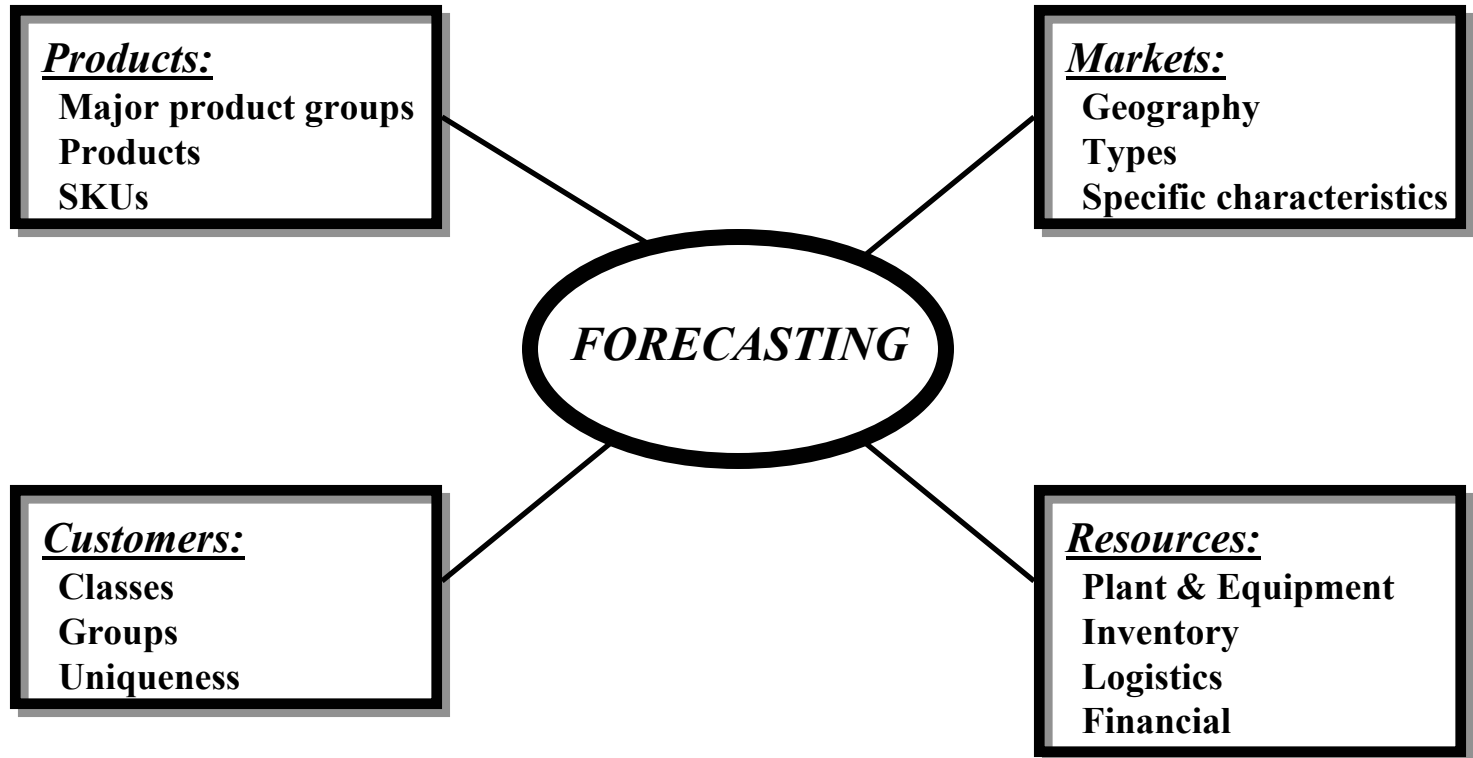 Products:
Major product groups
Products
SKUs
Markets:
Geography
Types
Specific characteristics
FORECASTING
Customers:
Classes
Groups
Uniqueness
Resources:
Plant & Equipment
Inventory
Logistics
Financial